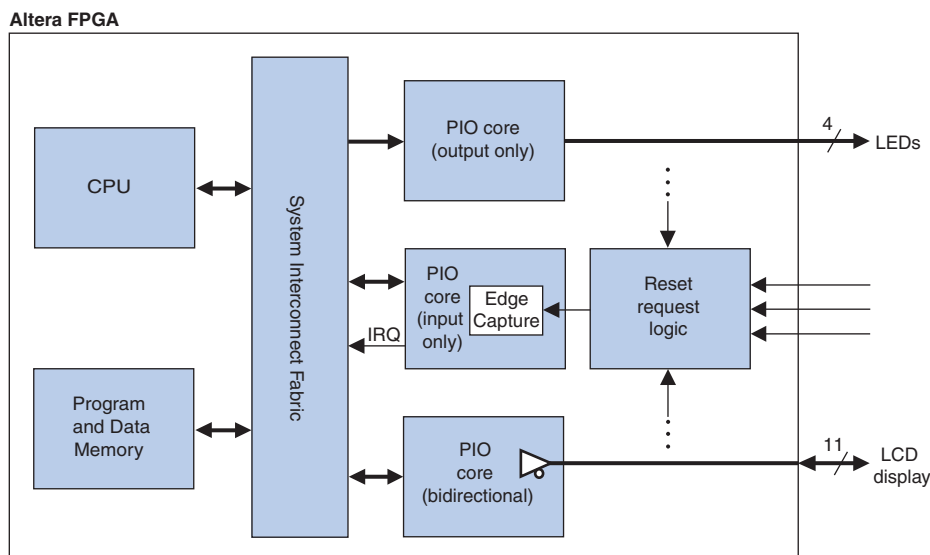 Altera FPGA
CPU
Program
and Data
Memory
System Interconnect Fabric
PIO core
(output only)
4
LEDs
PIO
core
(input
only)
Edge
Capture
IRQ
Reset
request
logic
PIO
core
(bidirectional)
11
LCD
display